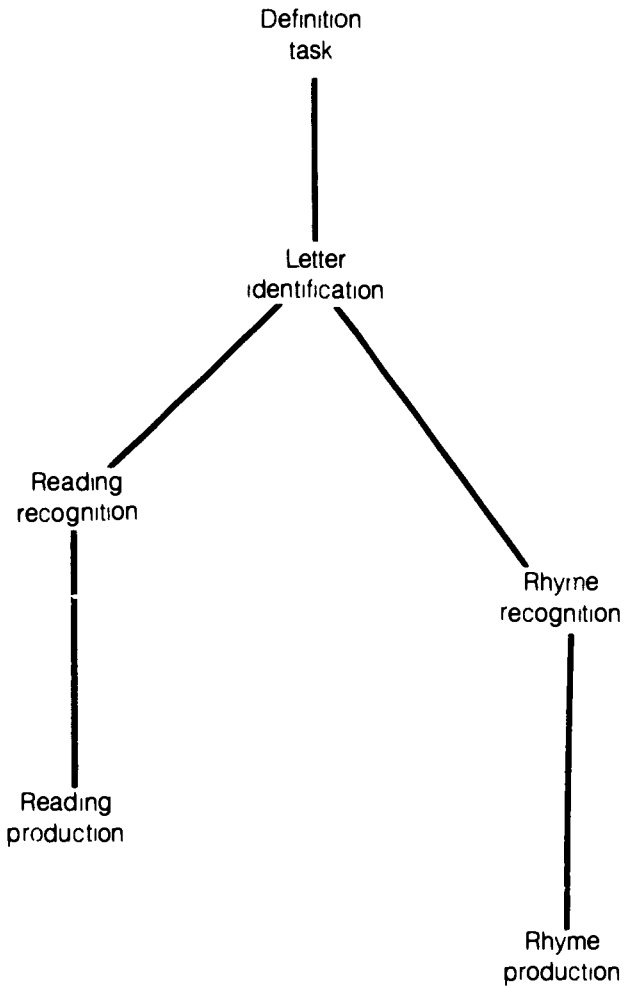 Definition
task
Letter
identification
Reading
recognition
Rhyme
recognition
Reading
production
Rhyme
production